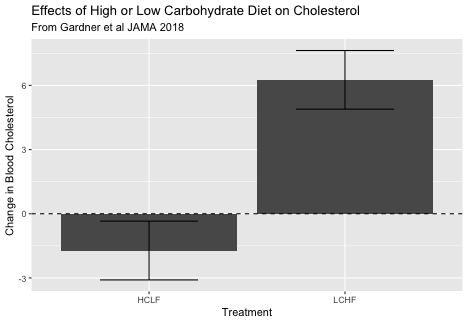 Effects of High or Low Carbohydrate Diet on Cholesterol
From Gardner et al JAMA 2018
Change in Blood Cholesterol
6
3
0
-3
HCLF LCHF
Treatment